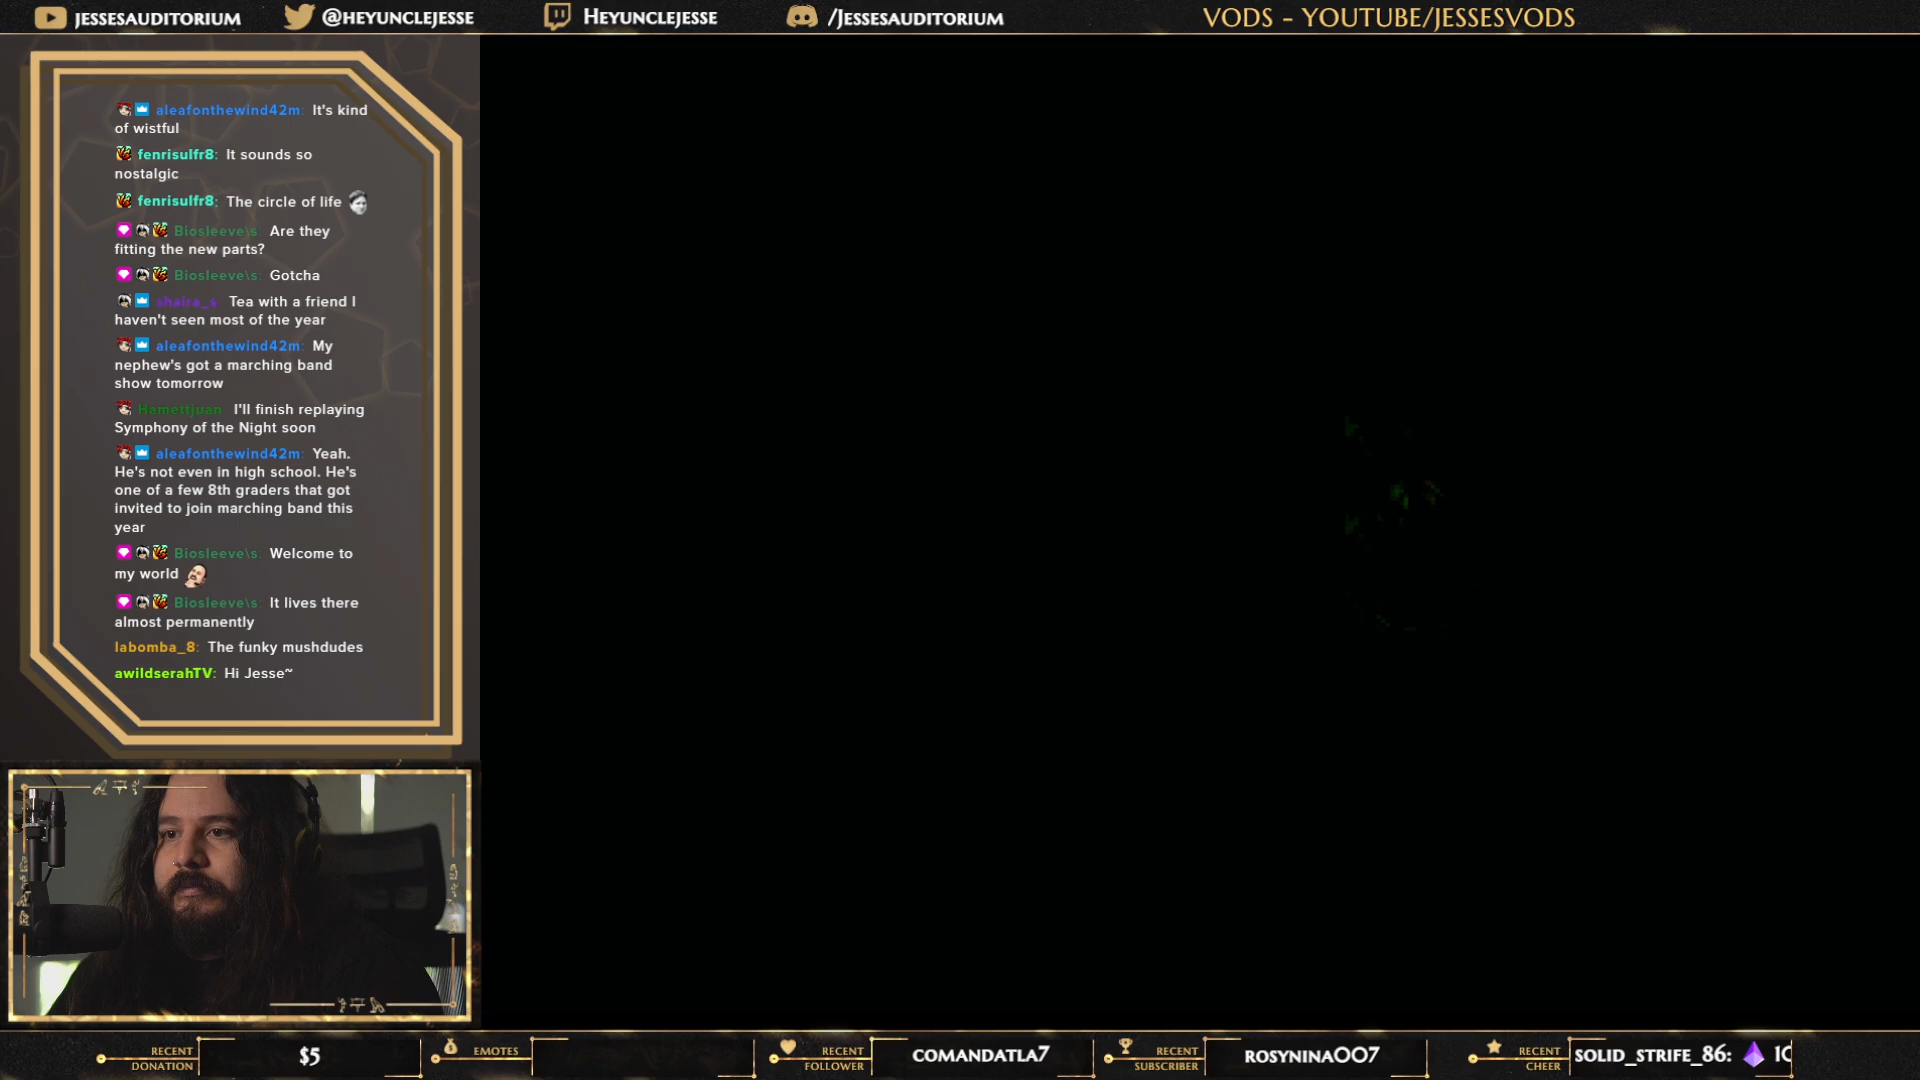 JESSESAUDITORIUM @HEYUNCLEJESSE HEYUNCLEJESSE /JESSESAUDITORIUM VODS - YOUTUBE/JESSESVODS
aleafonthewind42m: It's kind
of wistful
fenrisulfr8: It sounds so
nostalgic
fenrisulfr8: The circle of life
Biosleeve\s: Are they
fitting the new parts?
Biosleeve\s: Gotcha
shaira_s: Tea with a friend I
haven't seen most of the year
aleafonthewind42m: My
nephew's got a marching band
show tomorrow
Hamettjuan: I'll finish replaying
Symphony of the Night soon
aleafonthewind42m: Yeah.
He's not even in high school. He's
one of a few 8th graders that got
invited to join marching band this
year
Biosleeve\s: Welcome to
my world
Biosleeve\s: It lives there
almost permanently
labomba_8: The funky mushdudes
awildserahTV: Hi Jesse~
RECENT
DONATION
$5
EMOTES
RECENT
FOLLOWER
COMANDATLA7
RECENT
SUBSCRIBER
ROSYNINA007
RECENT
CHEER
SOLID_STRIFE_86: